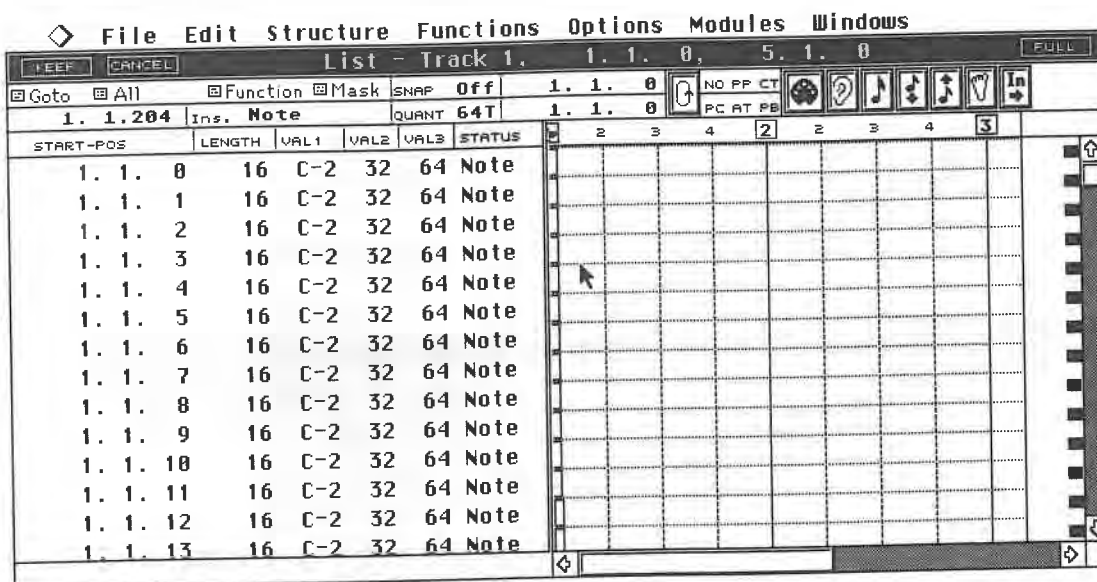 File Edit Structure Functions Options Modules Windows
KEEP CANCEL List - Track 1, 1. 1. 0, 5. 1. 0 FULL
Goto All Function Mask SNAP Off 1. 1. 0 NO PP CT In
1. 1.204 Ins. Note QUANT 64T 1. 1. 0 PC AT PB
START-POS LENGTH VAL1 VAL2 VAL3 STATUS 2 3 4 2 2 3 4 3
1. 1. 0 16 C-2 32 64 Note
1. 1. 1 16 C-2 32 64 Note
1. 1. 2 16 C-2 32 64 Note
1. 1. 3 16 C-2 32 64 Note
1. 1. 4 16 C-2 32 64 Note
1. 1. 5 16 C-2 32 64 Note
1. 1. 6 16 C-2 32 64 Note
1. 1. 7 16 C-2 32 64 Note
1. 1. 8 16 C-2 32 64 Note
1. 1. 9 16 C-2 32 64 Note
1. 1. 10 16 C-2 32 64 Note
1. 1. 11 16 C-2 32 64 Note
1. 1. 12 16 C-2 32 64 Note
1. 1. 13 16 C-2 32 64 Note